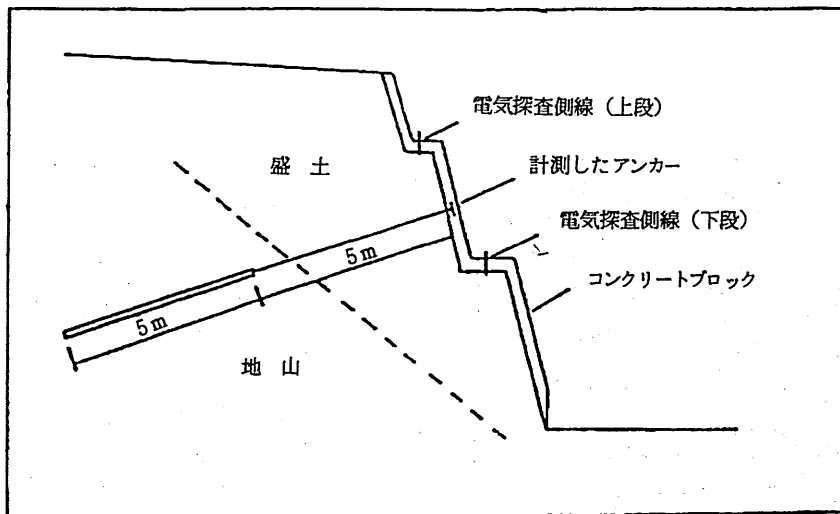 電気探査側線（上段）
盛土
計測したアンカー
電気探査側線（下段）
5m
コンクリートブロック
5m
地山